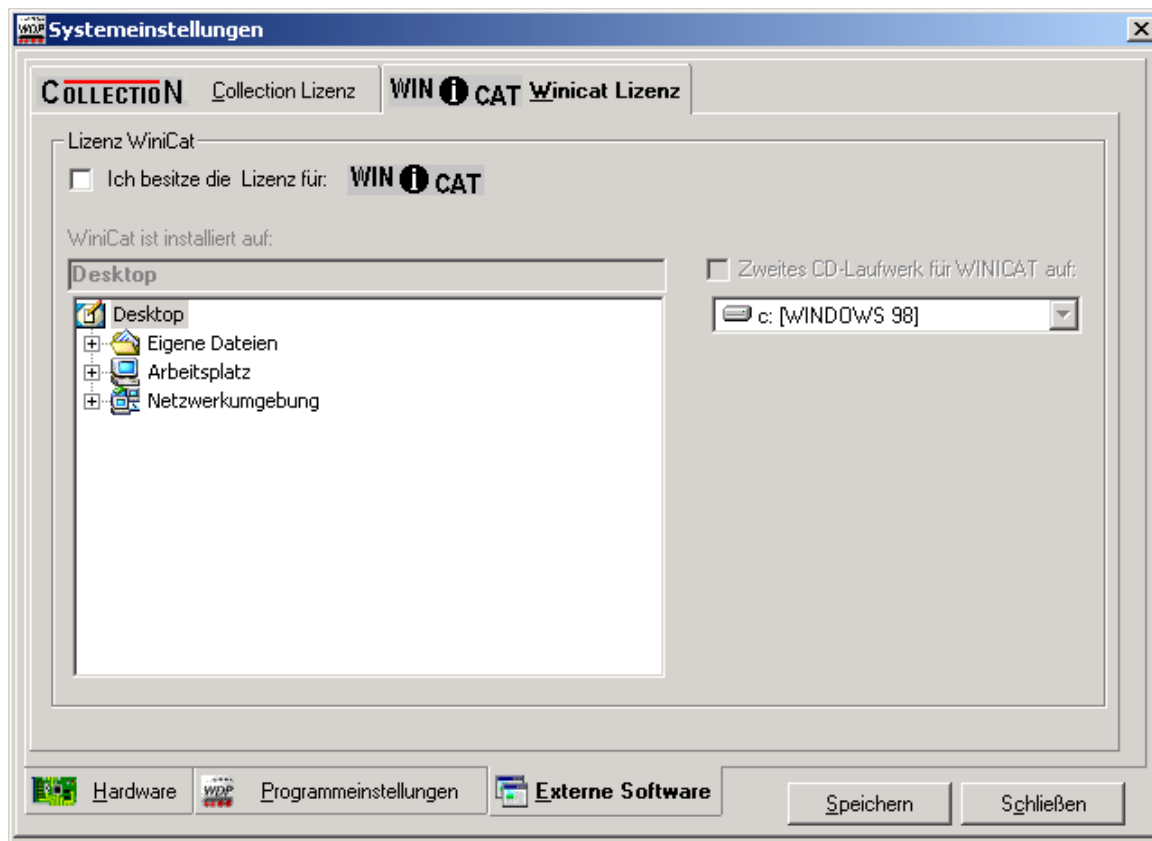 WDP Systemeinstellungen
COLLECTION Collection Lizenz WIN i CAT Winicat Lizenz
Lizenz WiniCat
Ich besitze die Lizenz für: WIN i CAT
WiniCat ist installiert auf:
Desktop
Zweites CD-Laufwerk für WINICAT auf:
c: [WINDOWS 98]
Desktop
Eigene Dateien
Arbeitsplatz
Netzwerkumgebung
Hardware WDP Programmeinstellungen Externe Software Speichern Schließen